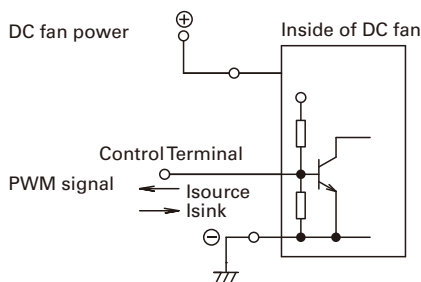 DC fan power
Inside of DC fan
Control Terminal
PWM signal
Isource
Isink